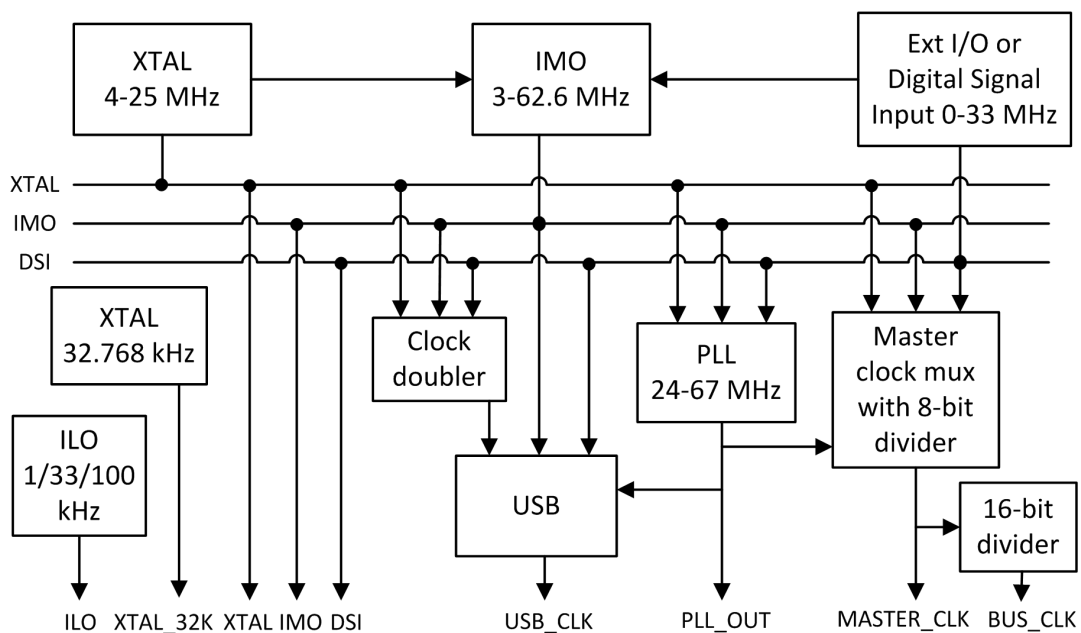 XTAL
4-25 MHz
IMO
3-62.6 MHz
Ext I/O or
Digital Signal
Input 0-33 MHz
XTAL
IMO
DSI
XTAL
32.768 kHz
Clock
doubler
PLL
24-67 MHz
Master
clock mux
with 8-bit
divider
ILO
1/33/100
kHz
USB
16-bit
divider
ILO XTAL_32K XTAL IMO DSI USB_CLK PLL_OUT MASTER_CLK BUS_CLK